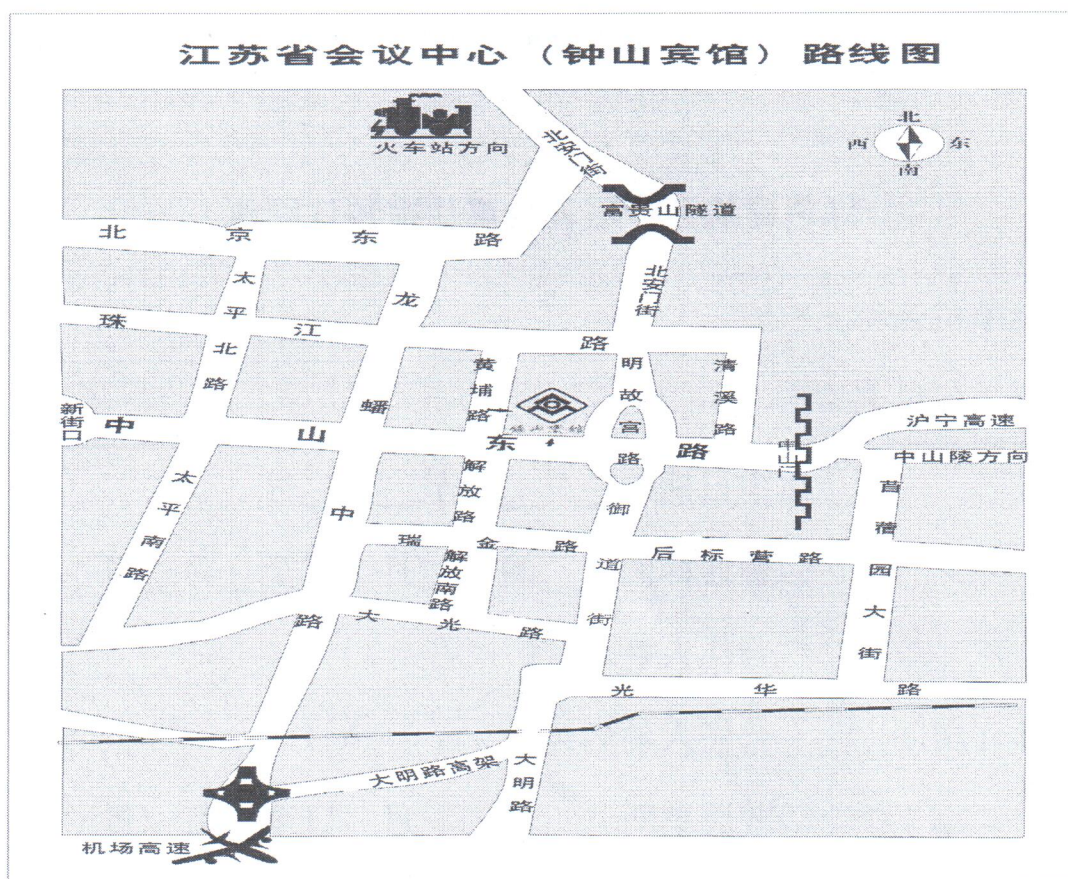 江苏省会议中心（钟山宾馆）路线图
火车站方向
北安门街
北
西 东
南
富贵山隧道
北京东路
北安门街
太平北路
龙蟠中路
珠江路
黄埔路
明故宫路
清溪路
钟山宾馆
新街口
中山东路
中山门
沪宁高速
中山陵方向
解放路
太平南路
御道街
苜蓿园大街
瑞金路
后标营路
解放南路
大光路
光华路
大明路高架
大明路
机场高速